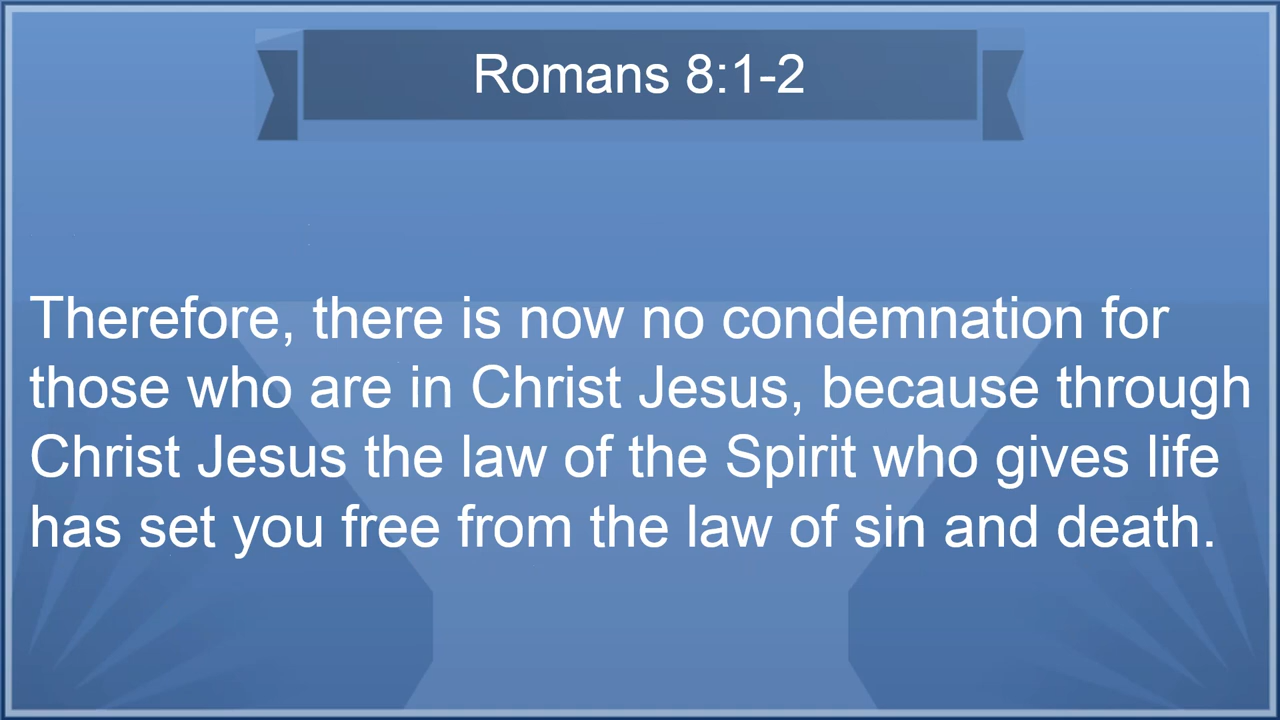 Romans 8:1-2
Therefore, there is now no condemnation for
those who are in Christ Jesus, because through
Christ Jesus the law of the Spirit who gives life
has set you free from the law of sin and death.